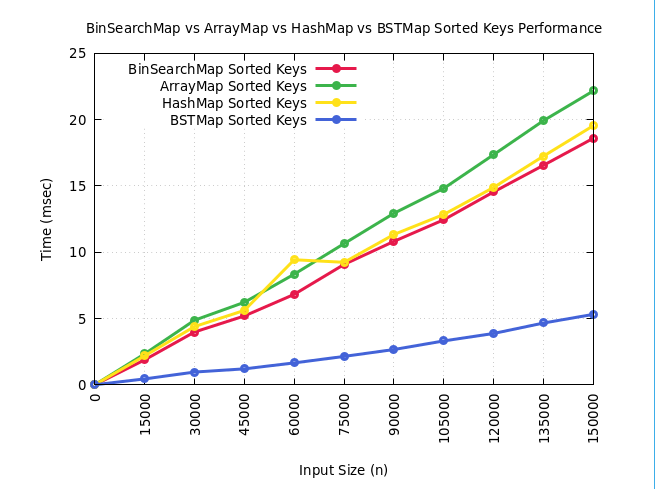 BinSearchMap vs ArrayMap vs HashMap vs BSTMap Sorted Keys Performance
25
20
15
10
5
0
Time (msec)
BinSearchMap Sorted Keys
ArrayMap Sorted Keys
HashMap Sorted Keys
BSTMap Sorted Keys
0
15000
30000
45000
60000
75000
90000
105000
120000
135000
150000
Input Size (n)